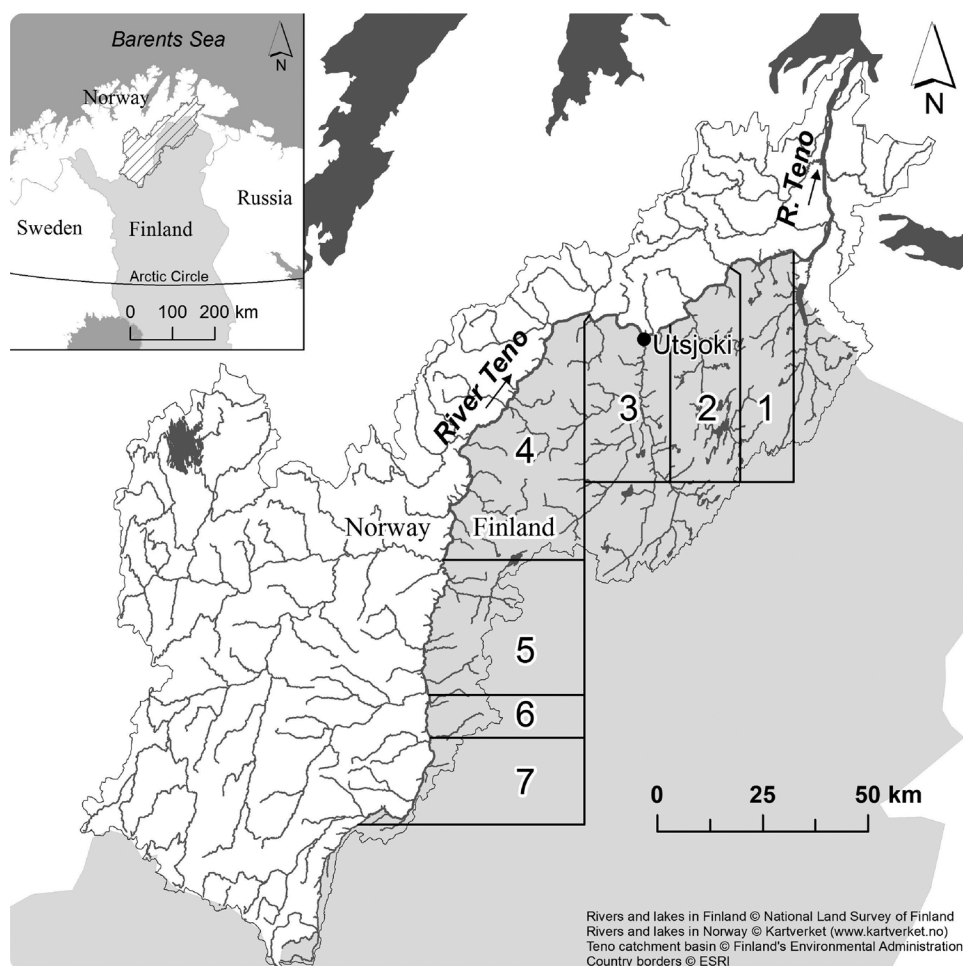 Barents Sea
N
Norway
Sweden
Finland
Russia
Arctic Circle
0 100 200 km
N
R. Teno
River Teno
Utsjoki
1
2
3
4
Norway
Finland
5
6
7
0 25 50 km
Rivers and lakes in Finland © National Land Survey of Finland
Rivers and lakes in Norway © Kartverket (www.kartverket.no)
Teno catchment basin © Finland's Environmental Administration
Country borders © ESRI